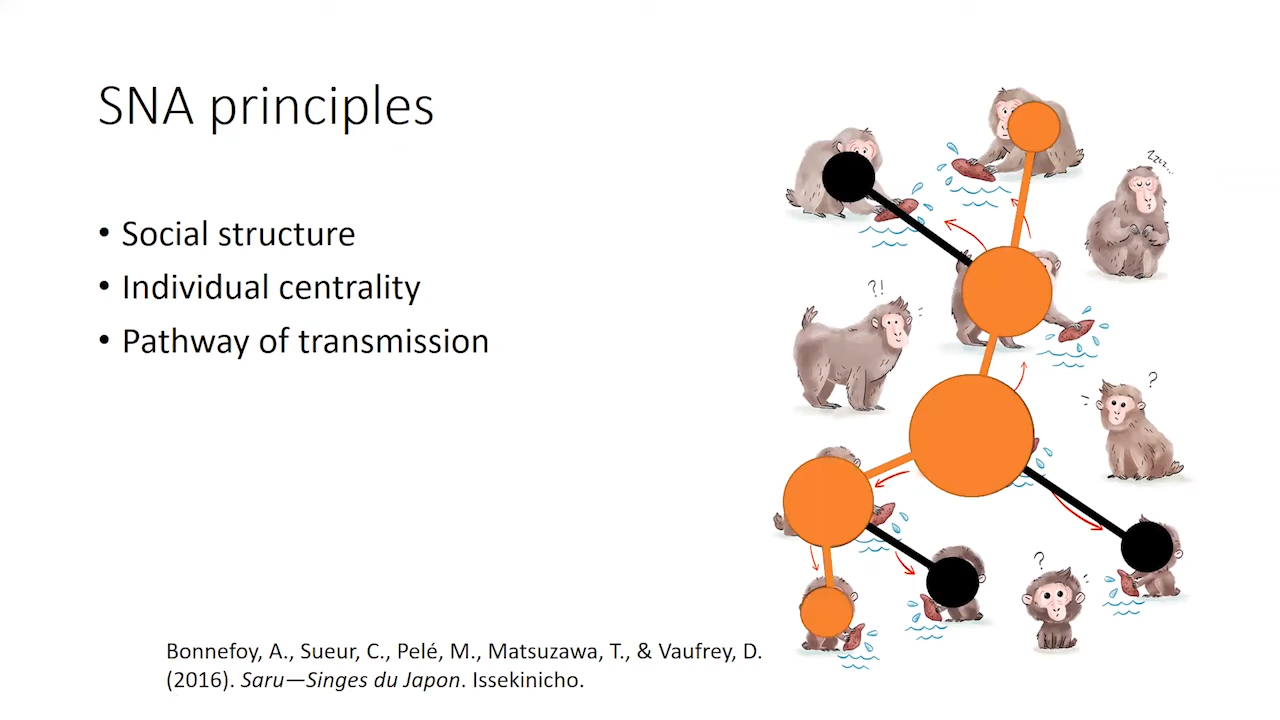 SNA principles
• Social structure
• Individual centrality
• Pathway of transmission
zzz...
?!
?
?
Bonnefoy, A., Sueur, C., Pelé, M., Matsuzawa, T., & Vaufrey, D.
(2016). Saru—Singes du Japon. Issekinicho.